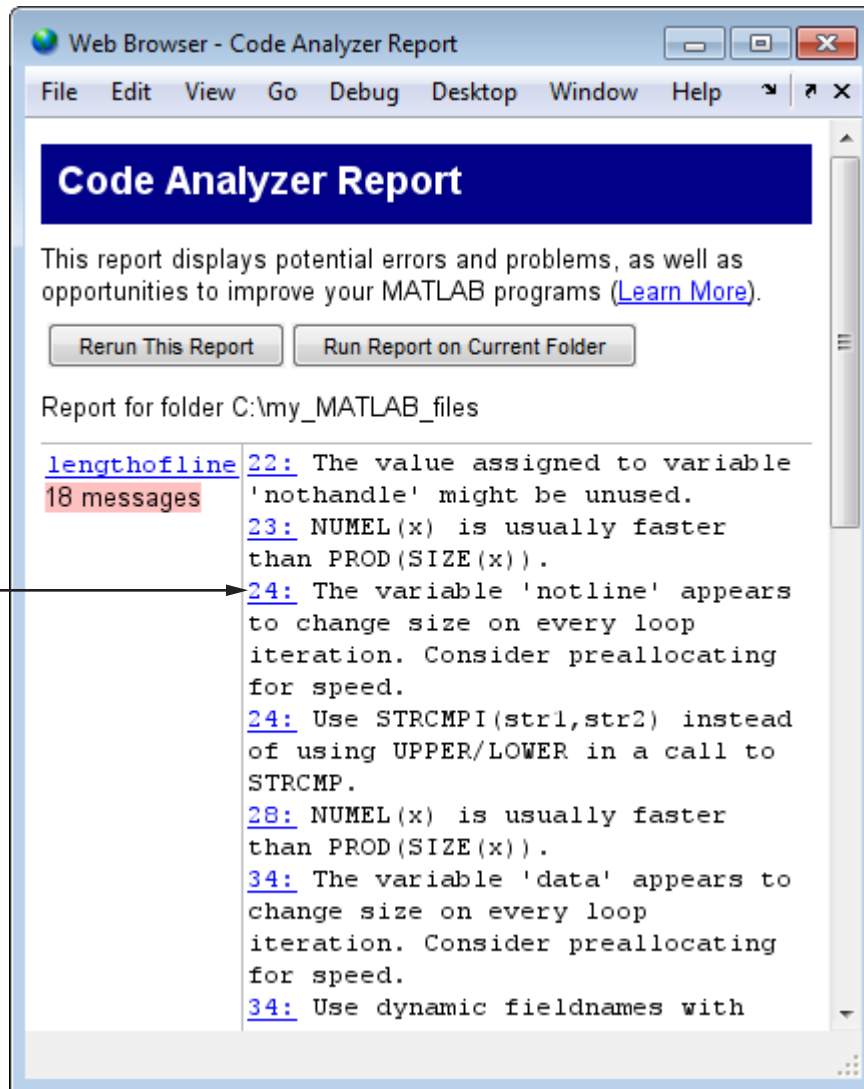 Web Browser - Code Analyzer Report
File Edit View Go Debug Desktop Window Help
Code Analyzer Report
This report displays potential errors and problems, as well as
opportunities to improve your MATLAB programs (Learn More).
Rerun This Report Run Report on Current Folder
Report for folder C:\my_MATLAB_files
lengthofline
18 messages
22: The value assigned to variable
'nothandle' might be unused.
23: NUMEL(x) is usually faster
than PROD(SIZE(x)).
24: The variable 'notline' appears
to change size on every loop
iteration. Consider preallocating
for speed.
24: Use STRCMPI(str1,str2) instead
of using UPPER/LOWER in a call to
STRCMP.
28: NUMEL(x) is usually faster
than PROD(SIZE(x)).
34: The variable 'data' appears to
change size on every loop
iteration. Consider preallocating
for speed.
34: Use dynamic fieldnames with